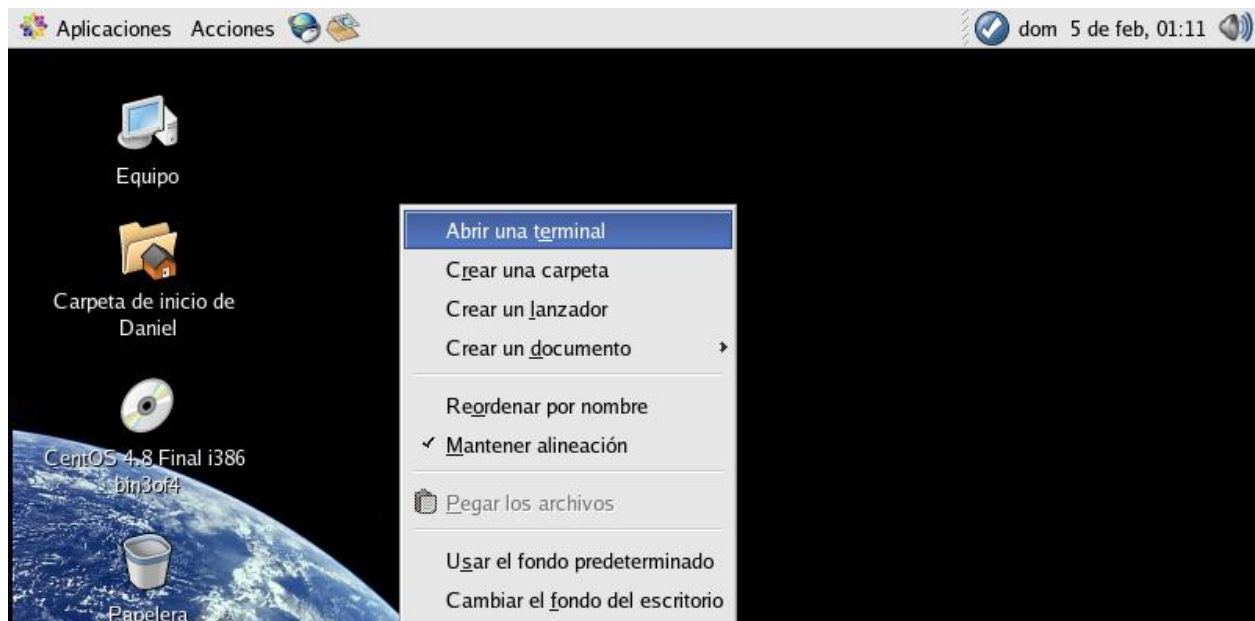 Aplicaciones Acciones dom 5 de feb, 01:11
Equipo
Carpeta de inicio de
Daniel
CentOS 4.8 Final i386
bin3of4
Papelera
Abrir una terminal
Crear una carpeta
Crear un lanzador
Crear un documento
Reordenar por nombre
Mantener alineación
Pegar los archivos
Usar el fondo predeterminado
Cambiar el fondo del escritorio